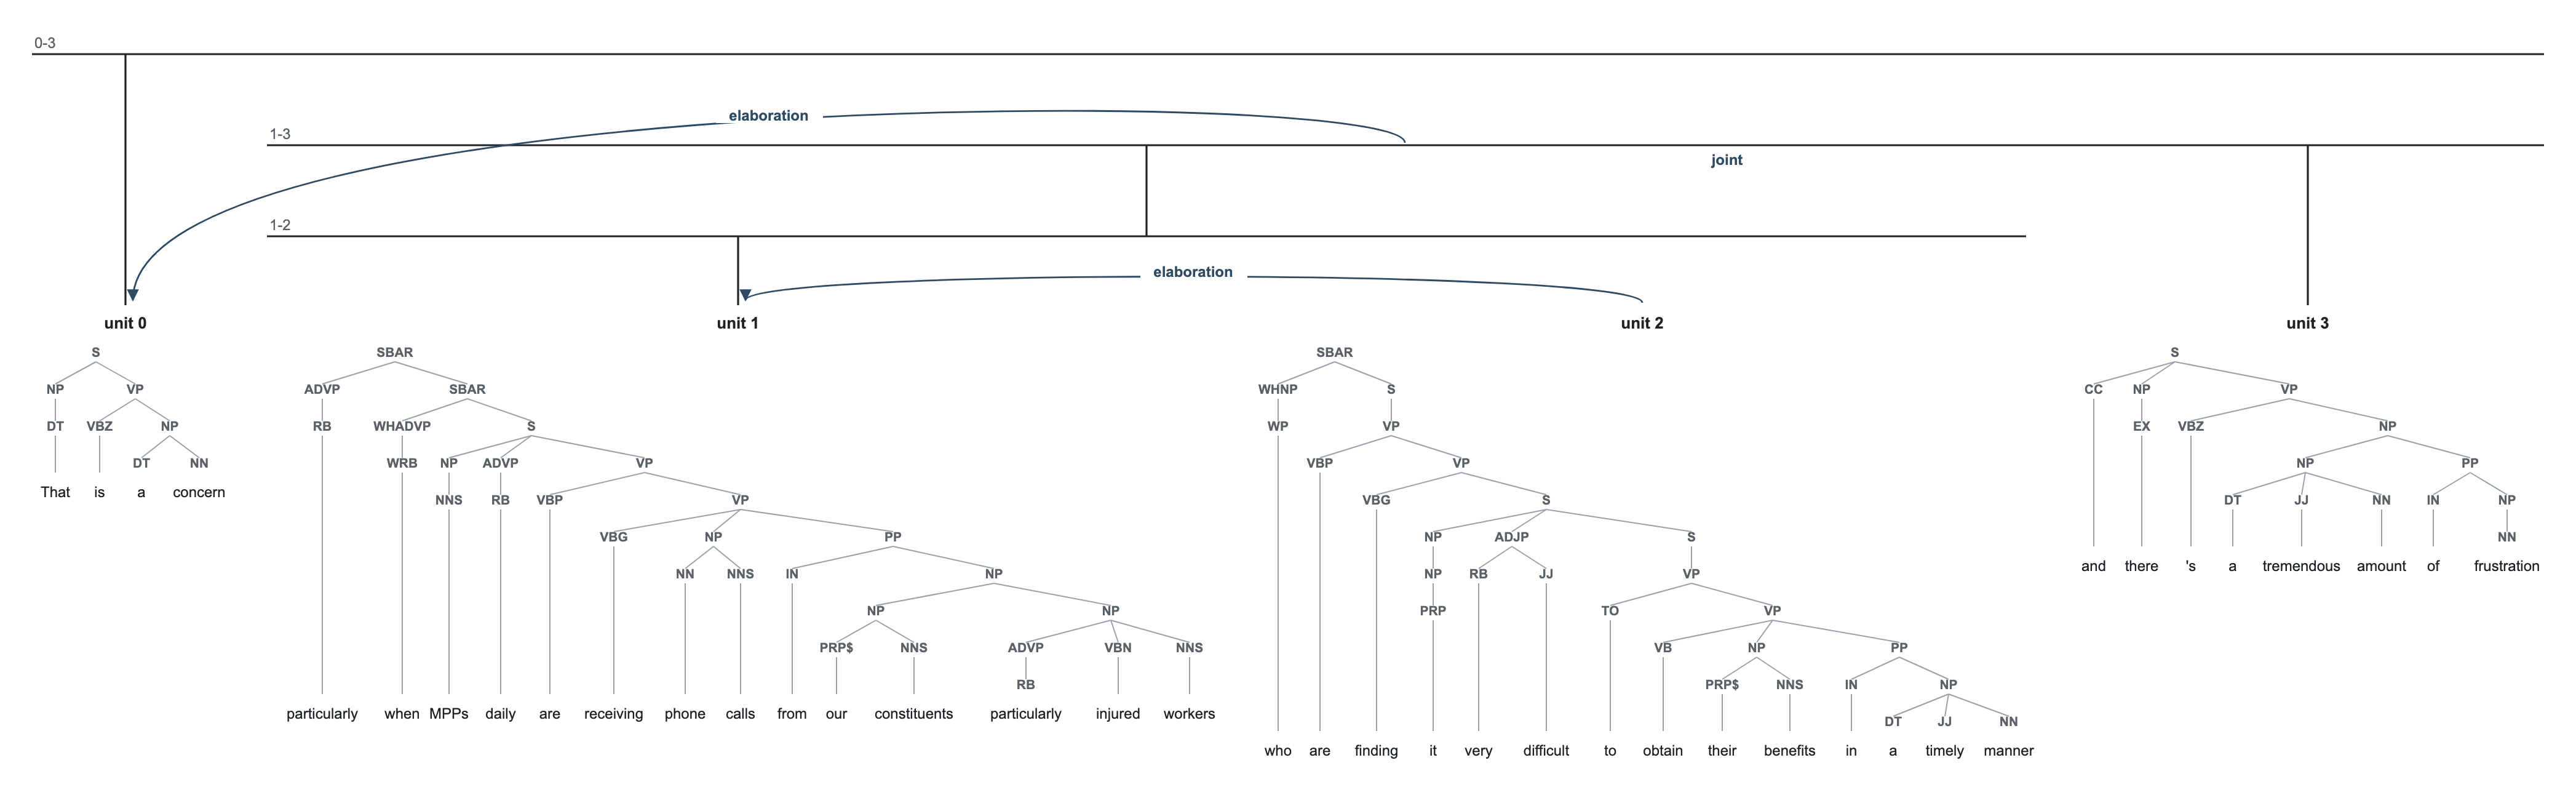 0-3
elaboration
1-3
joint
1-2
elaboration
unit 0 unit 1 unit 2 unit 3
S SBAR SBAR S
NP VP ADVP SBAR WHNP S CC NP VP
DT VBZ NP RB WHADVP S WP VP EX VBZ NP
DT NN WRB NP ADVP VP VBP VP NP PP
That is a concern
NNS RB VBP VP VBG S DT JJ NN IN NP
VBG NP PP NP ADJP S NN
and there 's a tremendous amount of frustration
NN NNS IN NP NP RB JJ VP
NP NP PRP TO VP
PRP$ NNS ADVP VBN NNS VB NP PP
RB PRP$ NNS IN NP
particularly when MPPs daily are receiving phone calls from our constituents particularly injured workers
DT JJ NN
who are finding it very difficult to obtain their benefits in a timely manner